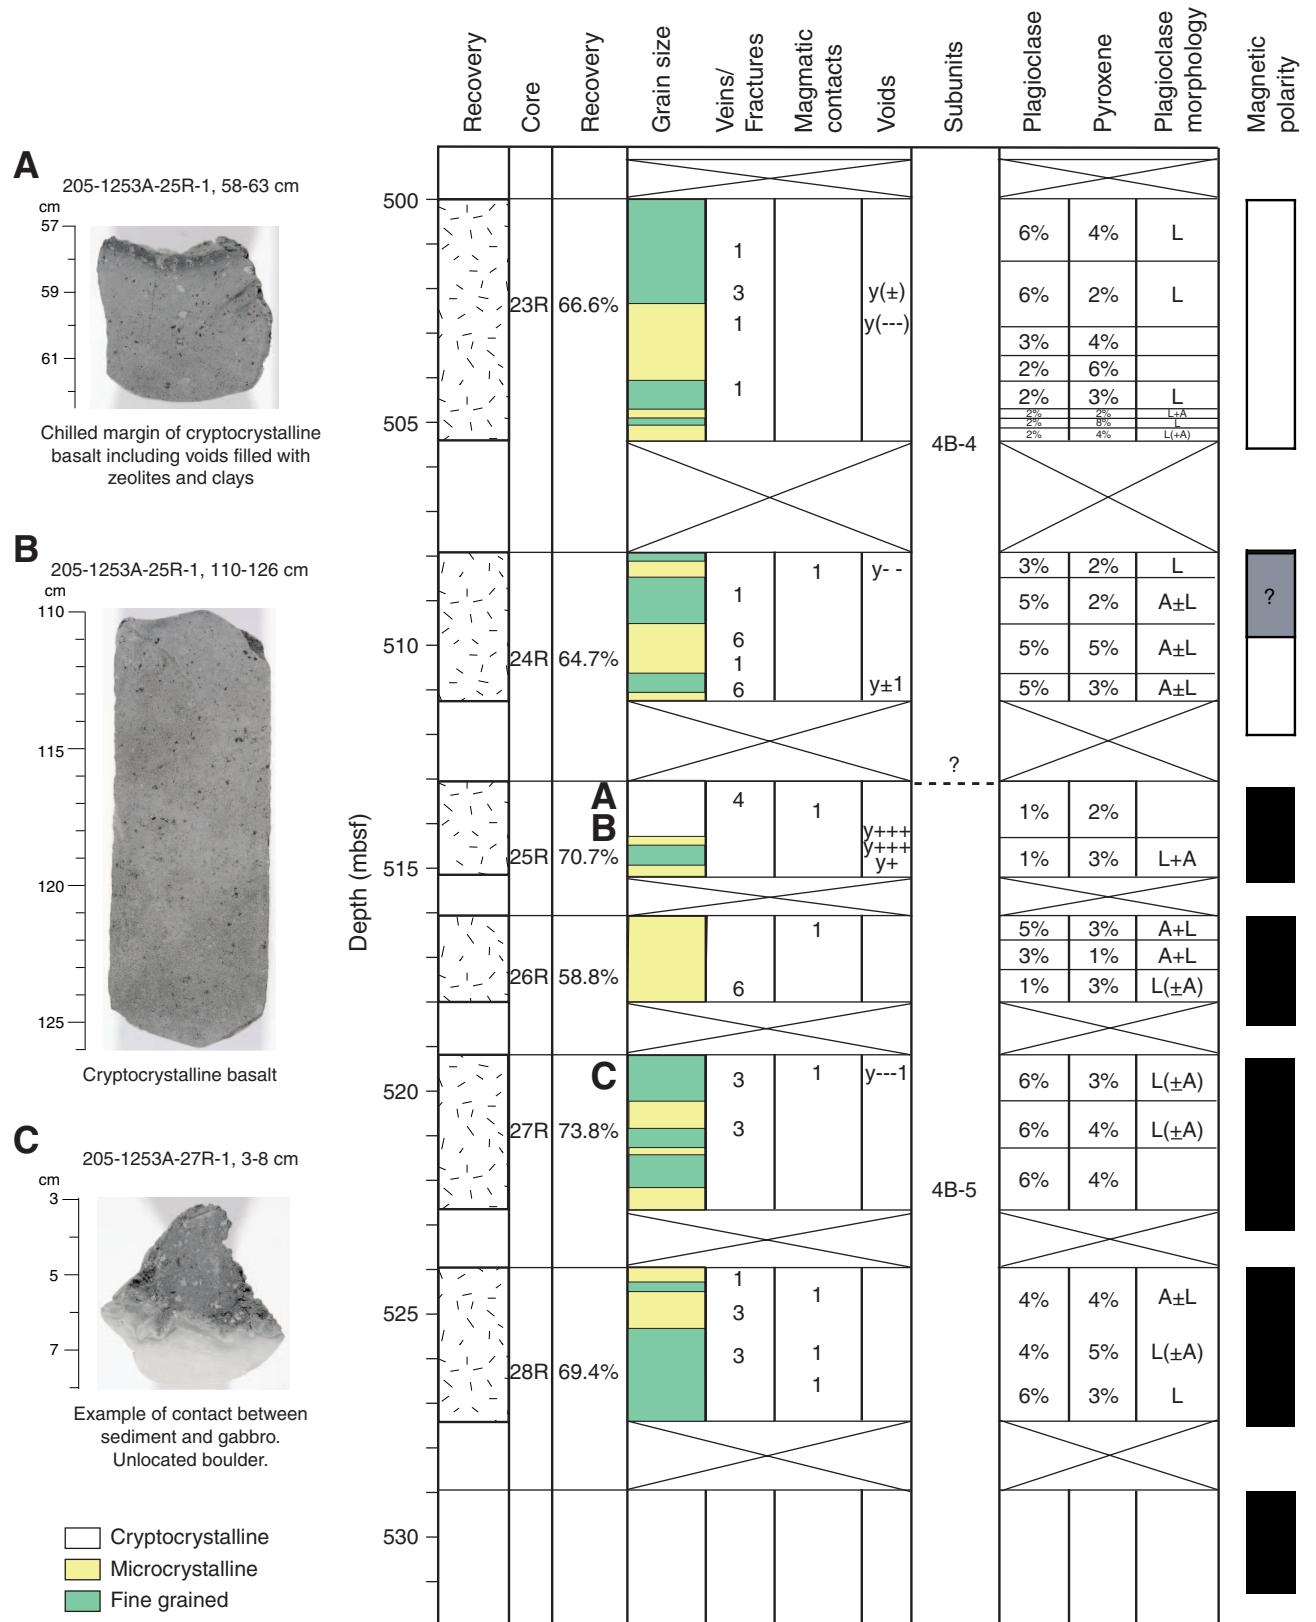 Recovery
Core
Recovery
Grain size
Veins/
Fractures
Magmatic
contacts
Voids
Subunits
Plagioclase
Pyroxene
Plagioclase
morphology
Magnetic
polarity
A
205-1253A-25R-1, 58-63 cm
cm
57
59
61
Chilled margin of cryptocrystalline
basalt including voids filled with
zeolites and clays
B
205-1253A-25R-1, 110-126 cm
cm
110
115
120
125
Cryptocrystalline basalt
C
205-1253A-27R-1, 3-8 cm
cm
3
5
7
Example of contact between
sediment and gabbro.
Unlocated boulder.
Cryptocrystalline
Microcrystalline
Fine grained
Depth (mbsf)
500
505
510
515
520
525
530
23R 66.6%
1
3
1
1
y(±)
y(---)
6% 4% L
6% 2% L
3% 4%
2% 6%
2% 3% L
2% 2% L+A
2% 8% L
2% 4% L(+A)
4B-4
24R 64.7%
1
6
1
6
1
y- -
y±1
3% 2% L
5% 2% A±L
5% 5% A±L
5% 3% A±L
?
?
A
B
25R 70.7%
4
1
y+++
y+++
y+
1% 2%
1% 3% L+A
26R 58.8%
6
1
5% 3% A+L
3% 1% A+L
1% 3% L(±A)
C
27R 73.8%
3
3
1
y---1
6% 3% L(±A)
6% 4% L(±A)
6% 4%
4B-5
28R 69.4%
1
3
3
1
1
1
4% 4% A±L
4% 5% L(±A)
6% 3% L